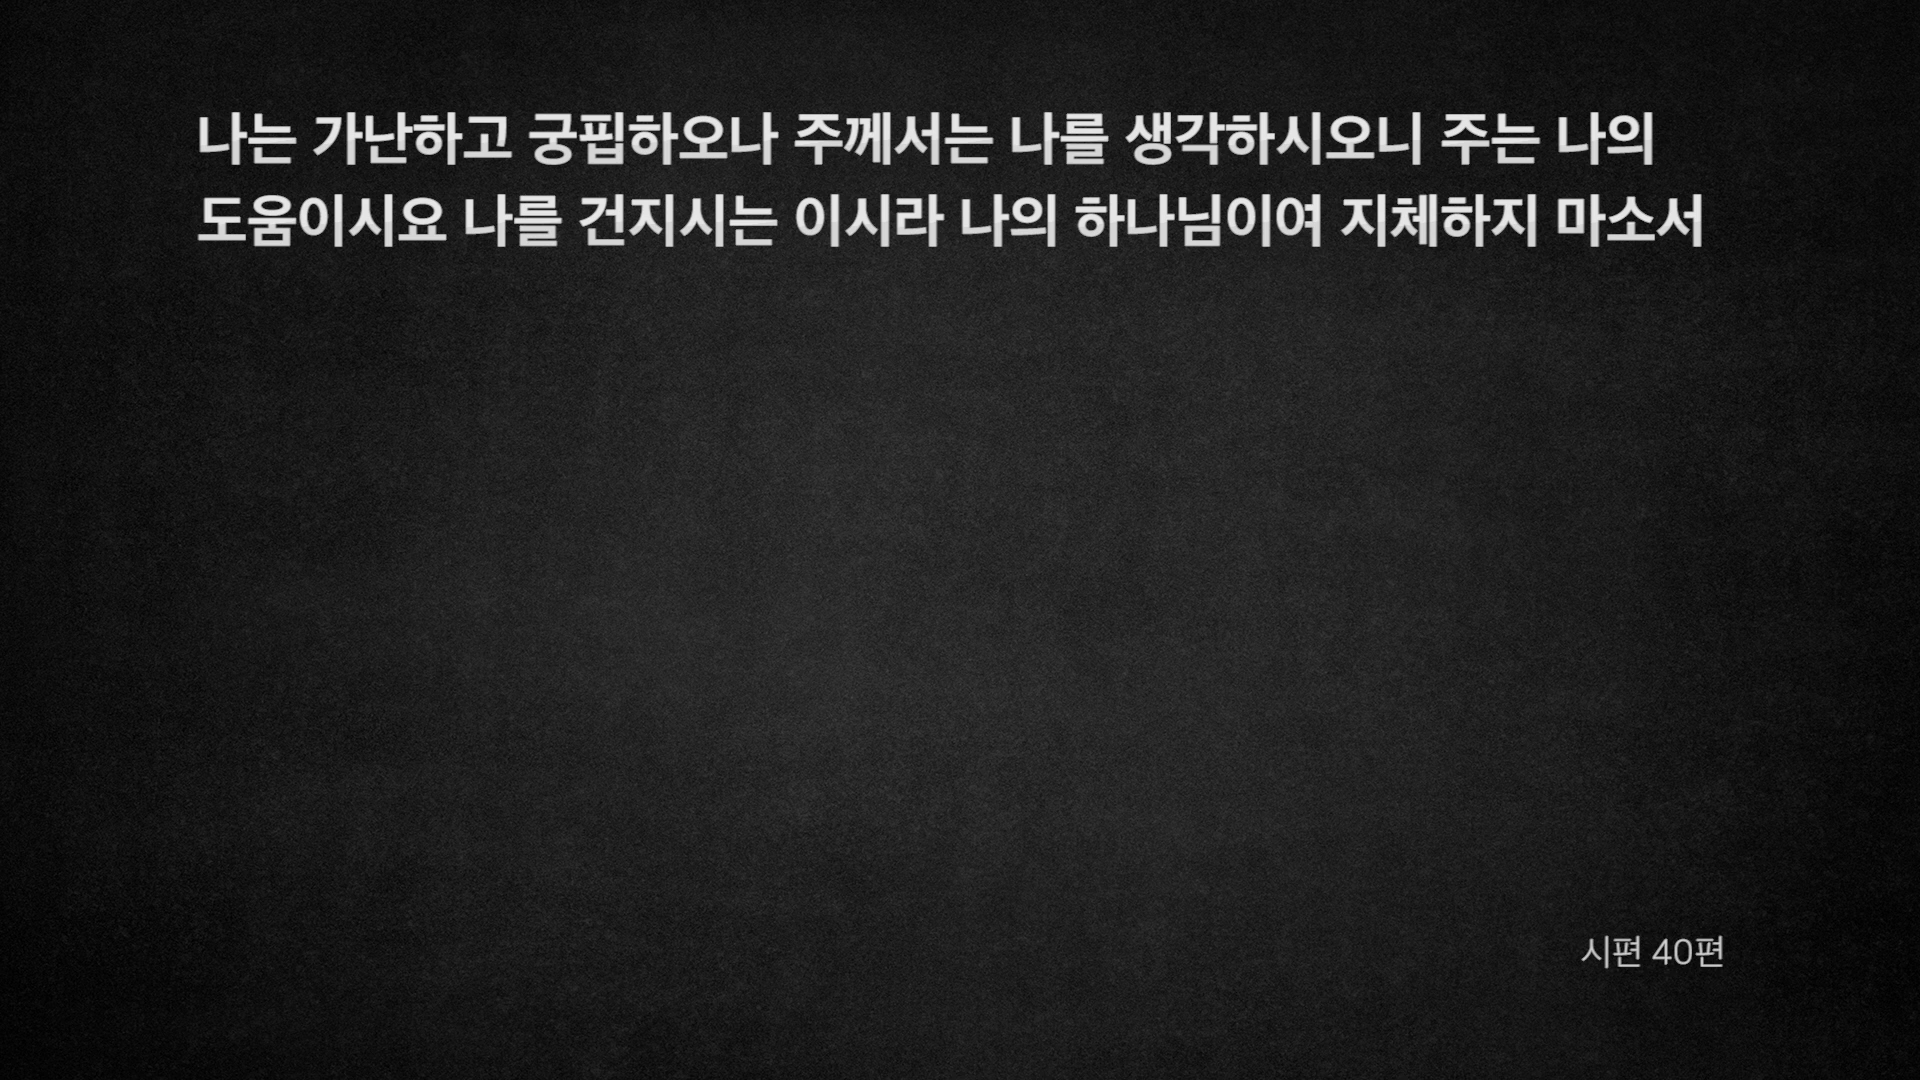 나는 가난하고 궁핍하오나 주께서는 나를 생각하시오니 주는 나의
도움이시요 나를 건지시는 이시라 나의 하나님이여 지체하지 마소서
시편 40편